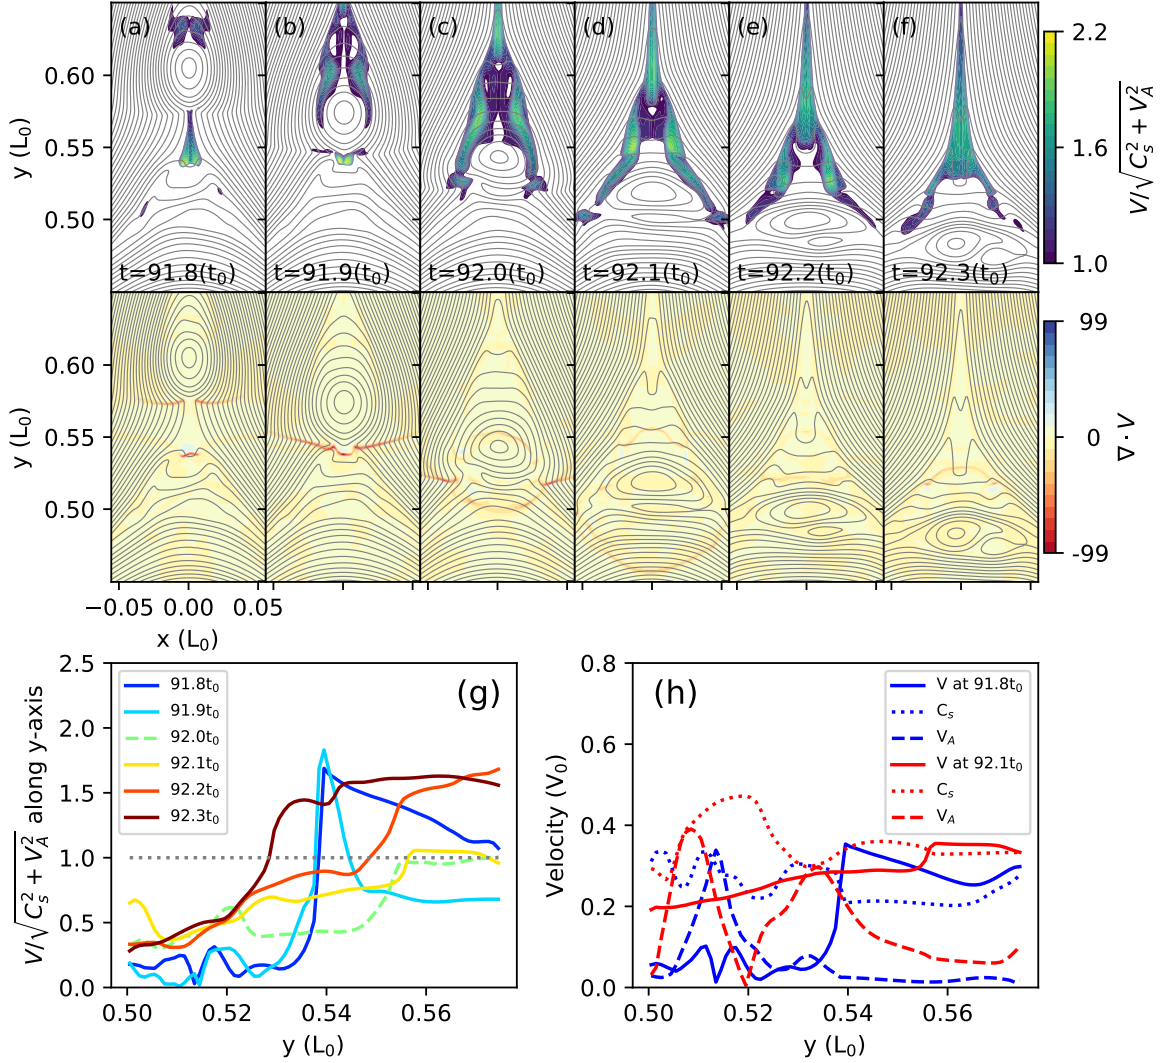 (a) (b) (c) (d) (e) (f)
0.60
0.55
0.50
y (L0)
t=91.8(t0) t=91.9(t0) t=92.0(t0) t=92.1(t0) t=92.2(t0) t=92.3(t0)
2.2
1.6
1.0
V/√Cs² + VA²
0.60
0.55
0.50
y (L0)
99
0
-99
∇ · V
−0.05 0.00 0.05
x (L0)
(g)
2.5
2.0
1.5
1.0
0.5
0.0
V/√Cs² + VA² along y-axis
91.8t0
91.9t0
92.0t0
92.1t0
92.2t0
92.3t0
0.50 0.52 0.54 0.56
y (L0)
(h)
0.8
0.6
0.4
0.2
0.0
Velocity (V0)
V at 91.8t0
Cs
VA
V at 92.1t0
Cs
VA
0.50 0.52 0.54 0.56
y (L0)